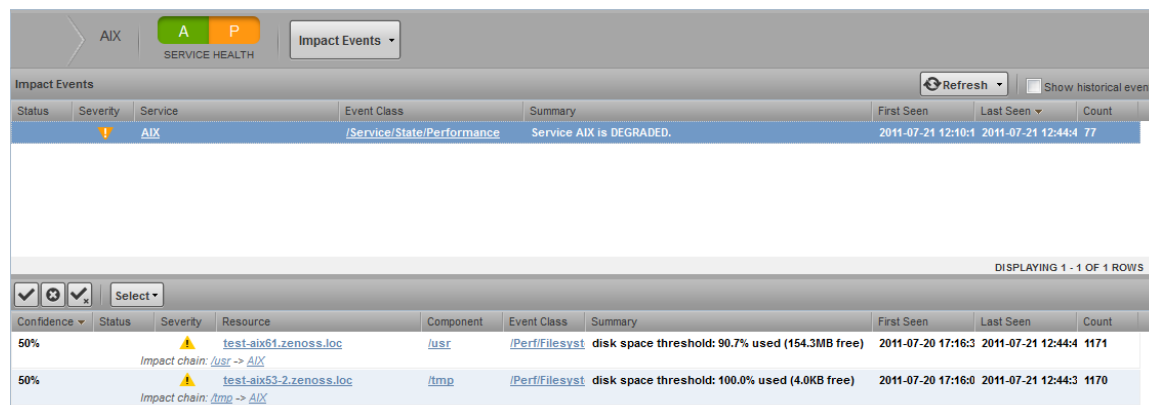 AIX A P Impact Events
SERVICE HEALTH
Impact Events Refresh Show historical even
Status Severity Service Event Class Summary First Seen Last Seen Count
AIX /Service/State/Performance Service AIX is DEGRADED. 2011-07-21 12:10:1 2011-07-21 12:44:4 77
DISPLAYING 1 - 1 OF 1 ROWS
Select
Confidence Status Severity Resource Component Event Class Summary First Seen Last Seen Count
50% test-aix61.zenoss.loc /usr /Perf/Filesyst disk space threshold: 90.7% used (154.3MB free) 2011-07-20 17:16:3 2011-07-21 12:44:4 1171
Impact chain: /usr -> AIX
50% test-aix53-2.zenoss.loc /tmp /Perf/Filesyst disk space threshold: 100.0% used (4.0KB free) 2011-07-20 17:16:0 2011-07-21 12:44:3 1170
Impact chain: /tmp -> AIX